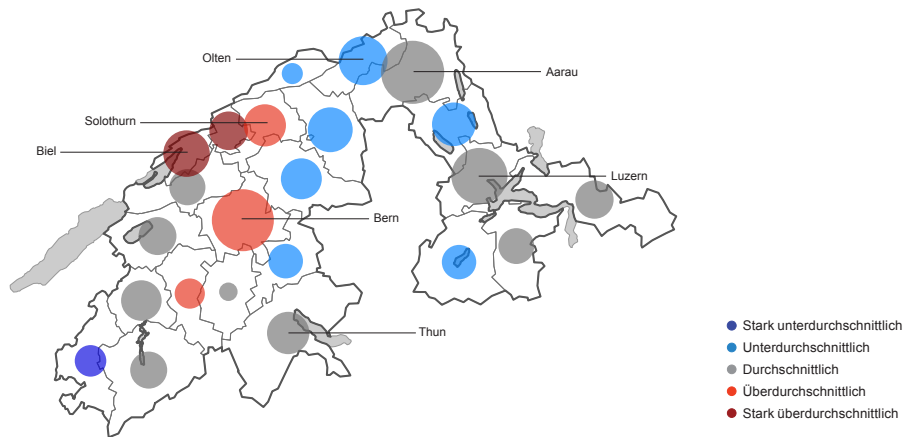 Olten
Aarau
Solothurn
Biel
Luzern
Bern
Thun
Stark unterdurchschnittlich
Unterdurchschnittlich
Durchschnittlich
Überdurchschnittlich
Stark überdurchschnittlich